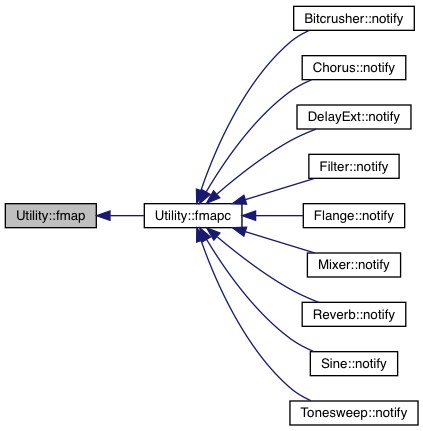 Bitcrusher::notify
Chorus::notify
DelayExt::notify
Filter::notify
Utility::fmap
Utility::fmapc
Flange::notify
Mixer::notify
Reverb::notify
Sine::notify
Tonesweep::notify